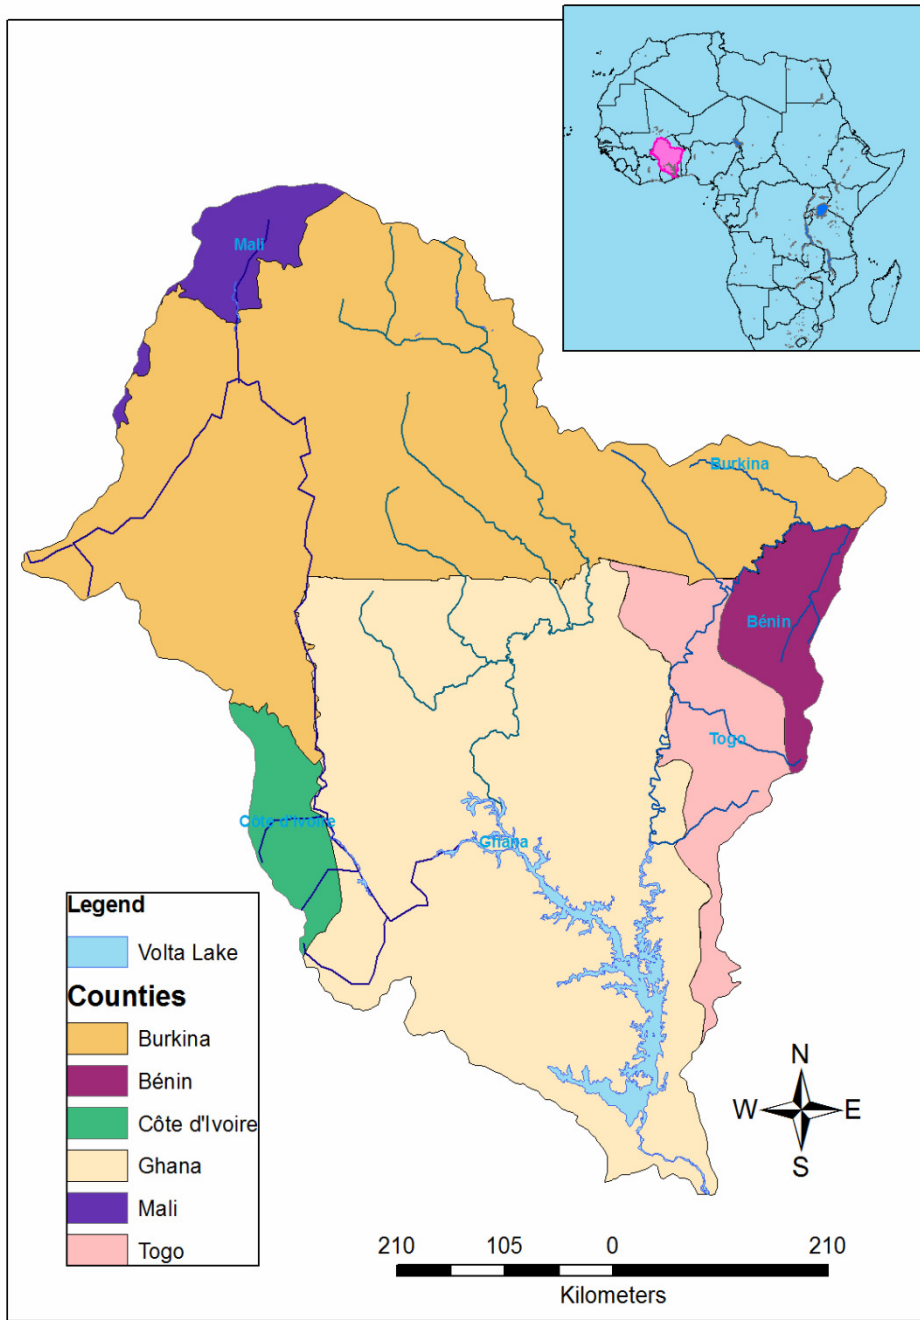 Mali
Burkina
Bénin
Togo
Côte d'Ivoire
Ghana
Legend
Volta Lake
Counties
Burkina
Bénin
Côte d'Ivoire
Ghana
Mali
Togo
N
W E
S
210 105 0 210
Kilometers